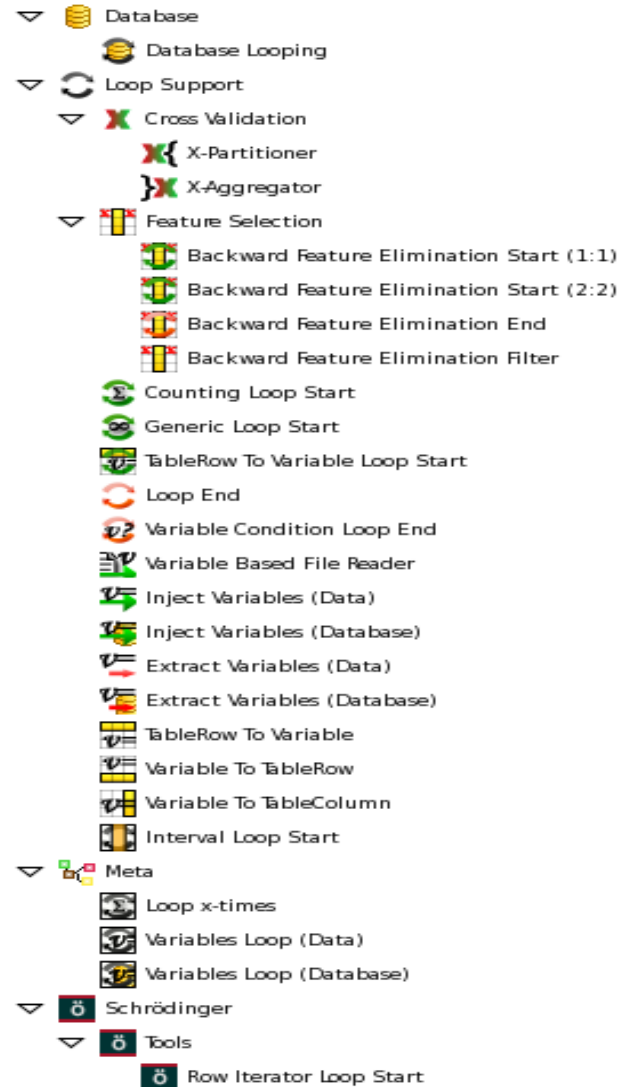 Database
Database Looping
Loop Support
Cross Validation
X-Partitioner
X-Aggregator
Feature Selection
Backward Feature Elimination Start (1:1)
Backward Feature Elimination Start (2:2)
Backward Feature Elimination End
Backward Feature Elimination Filter
Counting Loop Start
Generic Loop Start
TableRow To Variable Loop Start
Loop End
Variable Condition Loop End
Variable Based File Reader
Inject Variables (Data)
Inject Variables (Database)
Extract Variables (Data)
Extract Variables (Database)
TableRow To Variable
Variable To TableRow
Variable To TableColumn
Interval Loop Start
Meta
Loop x-times
Variables Loop (Data)
Variables Loop (Database)
Schrödinger
Tools
Row Iterator Loop Start